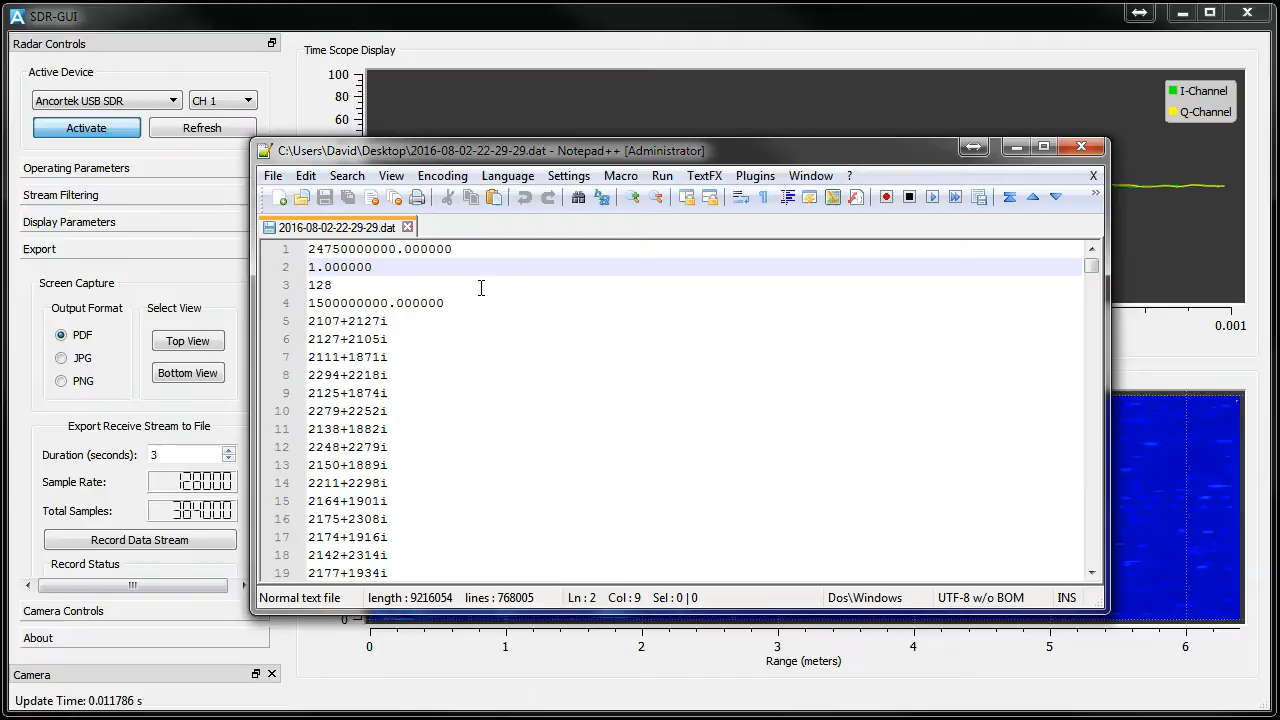 SDR-GUI
Radar Controls
Active Device
Ancortek USB SDR
CH 1
Activate
Refresh
Operating Parameters
Stream Filtering
Display Parameters
Export
Screen Capture
Output Format
Select View
PDF
JPG
PNG
Top View
Bottom View
Export Receive Stream to File
Duration (seconds):
3
Sample Rate:
128000
Total Samples:
384000
Record Data Stream
Record Status
Camera Controls
About
Camera
Update Time: 0.011786 s
Time Scope Display
100
80
60
I-Channel
Q-Channel
0.001
C:\Users\David\Desktop\2016-08-02-22-29-29.dat - Notepad++ [Administrator]
File Edit Search View Encoding Language Settings Macro Run TextFX Plugins Window ?
X
2016-08-02-22-29-29.dat
1 24750000000.000000
2 1.000000
3 128
4 1500000000.000000
5 2107+2127i
6 2127+2105i
7 2111+1871i
8 2294+2218i
9 2125+1874i
10 2279+2252i
11 2138+1882i
12 2248+2279i
13 2150+1889i
14 2211+2298i
15 2164+1901i
16 2175+2308i
17 2174+1916i
18 2142+2314i
19 2177+1934i
Normal text file
length : 9216054 lines : 768005
Ln : 2 Col : 9 Sel : 0 | 0
Dos\Windows
UTF-8 w/o BOM
INS
0
0 1 2 3 4 5 6
Range (meters)